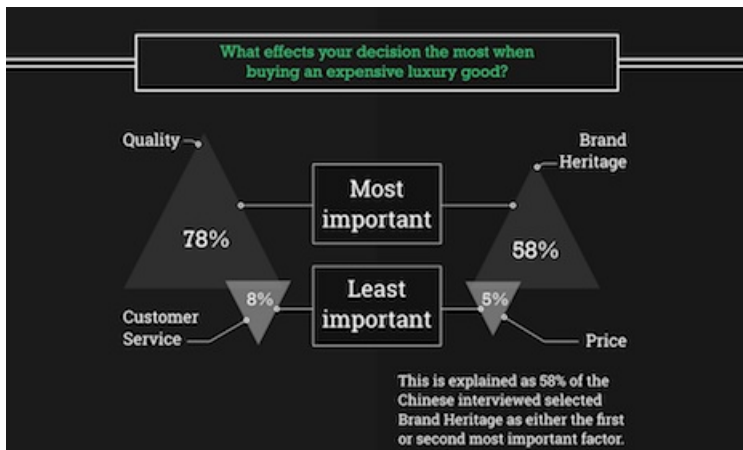 What effects your decision the most when
buying an expensive luxury good?
Quality
Brand
Heritage
Most
important
78%
58%
Least
important
8%
5%
Customer
Service
Price
This is explained as 58% of the
Chinese interviewed selected
Brand Heritage as either the first
or second most important factor.